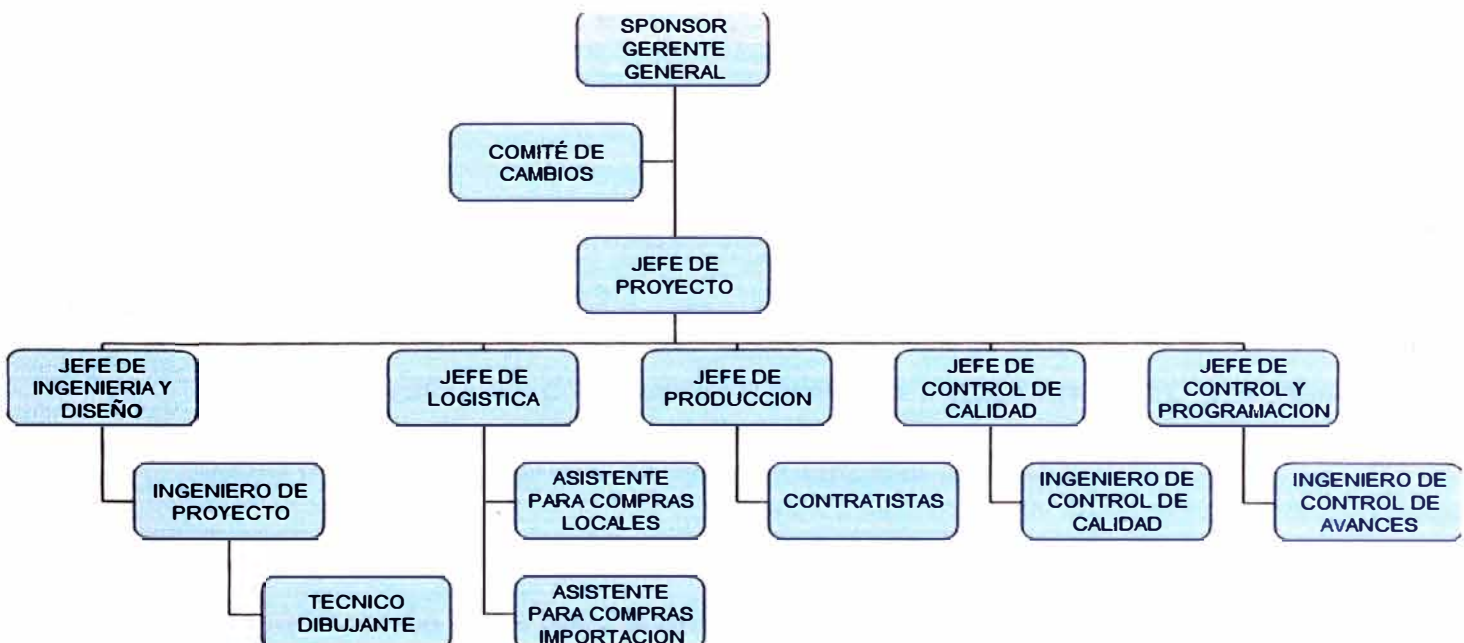 SPONSOR
GERENTE
GENERAL
COMITÉ DE
CAMBIOS
JEFE DE
PROYECTO
JEFE DE
INGENIERIA Y
DISEÑO
JEFE DE
LOGISTICA
JEFE DE
PRODUCCION
JEFE DE
CONTROL DE
CALIDAD
JEFE DE
CONTROL Y
PROGRAMACION
INGENIERO DE
PROYECTO
ASISTENTE
PARA COMPRAS
LOCALES
CONTRATISTAS
INGENIERO DE
CONTROL DE
CALIDAD
INGENIERO DE
CONTROL DE
AVANCES
TECNICO
DIBUJANTE
ASISTENTE
PARA COMPRAS
IMPORTACION